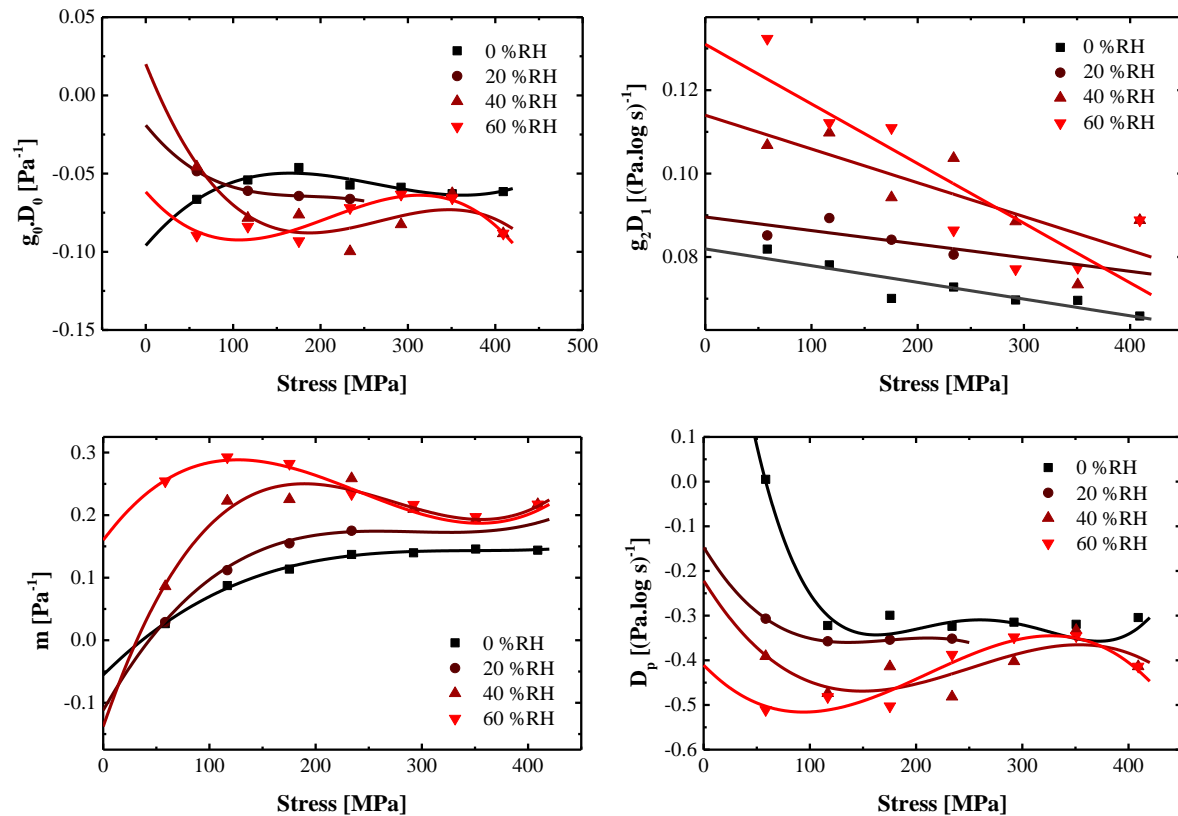 0.00
-0.05
-0.10
-0.15
0
100
200
300
400
500
g₀.D₀ [Pa⁻¹]
Stress [MPa]
0 %RH
20 %RH
40 %RH
60 %RH
0.12
0.10
0.08
0
100
200
300
400
g₂D₁ [(Pa.log s)⁻¹]
Stress [MPa]
0 %RH
20 %RH
40 %RH
60 %RH
0.3
0.2
0.1
0.0
-0.1
0
100
200
300
400
m [Pa⁻¹]
Stress [MPa]
0 %RH
20 %RH
40 %RH
60 %RH
0.1
0.0
-0.1
-0.2
-0.3
-0.4
-0.5
-0.6
0
100
200
300
400
Dₚ [(Pa.log s)⁻¹]
Stress [MPa]
0 %RH
20 %RH
40 %RH
60 %RH